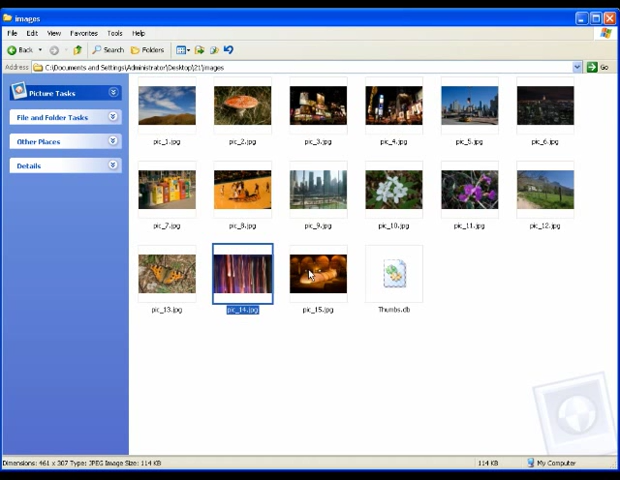 images
File Edit View Favorites Tools Help
Back Search Folders
Address C:\Documents and Settings\Administrator\Desktop\21\images Go
Picture Tasks
File and Folder Tasks
Other Places
Details
pic_1.jpg pic_2.jpg pic_3.jpg pic_4.jpg pic_5.jpg pic_6.jpg
pic_7.jpg pic_8.jpg pic_9.jpg pic_10.jpg pic_11.jpg pic_12.jpg
pic_13.jpg pic_14.jpg pic_15.jpg Thumbs.db
Dimensions: 461 x 307 Type: JPEG Image Size: 114 KB 114 KB My Computer